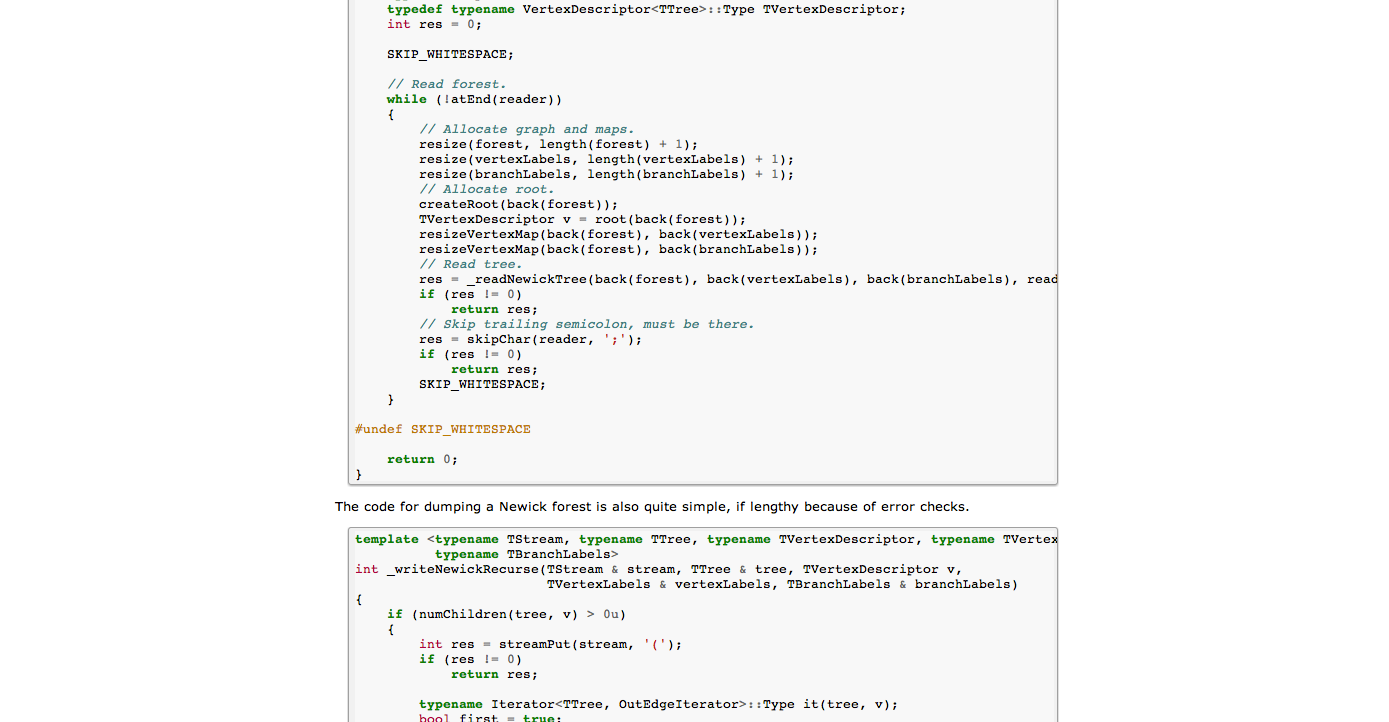 typedef typename VertexDescriptor<TTree>::Type TVertexDescriptor;
int res = 0;
SKIP_WHITESPACE;
// Read forest.
while (!atEnd(reader))
{
// Allocate graph and maps.
resize(forest, length(forest) + 1);
resize(vertexLabels, length(vertexLabels) + 1);
resize(branchLabels, length(branchLabels) + 1);
// Allocate root.
createRoot(back(forest));
TVertexDescriptor v = root(back(forest));
resizeVertexMap(back(forest), back(vertexLabels));
resizeVertexMap(back(forest), back(branchLabels));
// Read tree.
res = _readNewickTree(back(forest), back(vertexLabels), back(branchLabels), read
if (res != 0)
return res;
// Skip trailing semicolon, must be there.
res = skipChar(reader, ';');
if (res != 0)
return res;
SKIP_WHITESPACE;
}
#undef SKIP_WHITESPACE
return 0;
}
The code for dumping a Newick forest is also quite simple, if lengthy because of error checks.
template <typename TStream, typename TTree, typename TVertexDescriptor, typename TVertex
typename TBranchLabels>
int _writeNewickRecurse(TStream & stream, TTree & tree, TVertexDescriptor v,
TVertexLabels & vertexLabels, TBranchLabels & branchLabels)
{
if (numChildren(tree, v) > 0u)
{
int res = streamPut(stream, '(');
if (res != 0)
return res;
typename Iterator<TTree, OutEdgeIterator>::Type it(tree, v);
bool first = true;